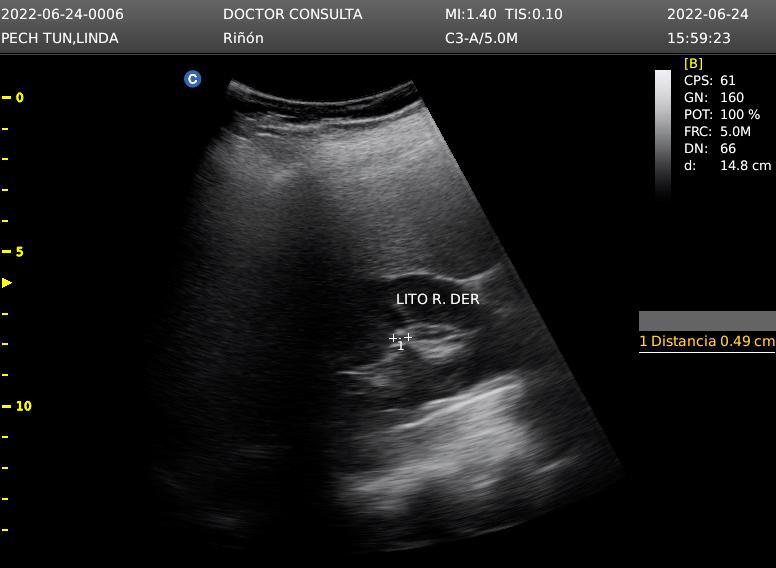 2022-06-24-0006 DOCTOR CONSULTA MI:1.40 TIS:0.10 2022-06-24
PECH TUN,LINDA Riñón C3-A/5.0M 15:59:23
C
[B]
CPS: 61
GN: 160
POT: 100 %
FRC: 5.0M
DN: 66
d: 14.8 cm
0
5
10
LITO R. DER
1
1 Distancia 0.49 cm